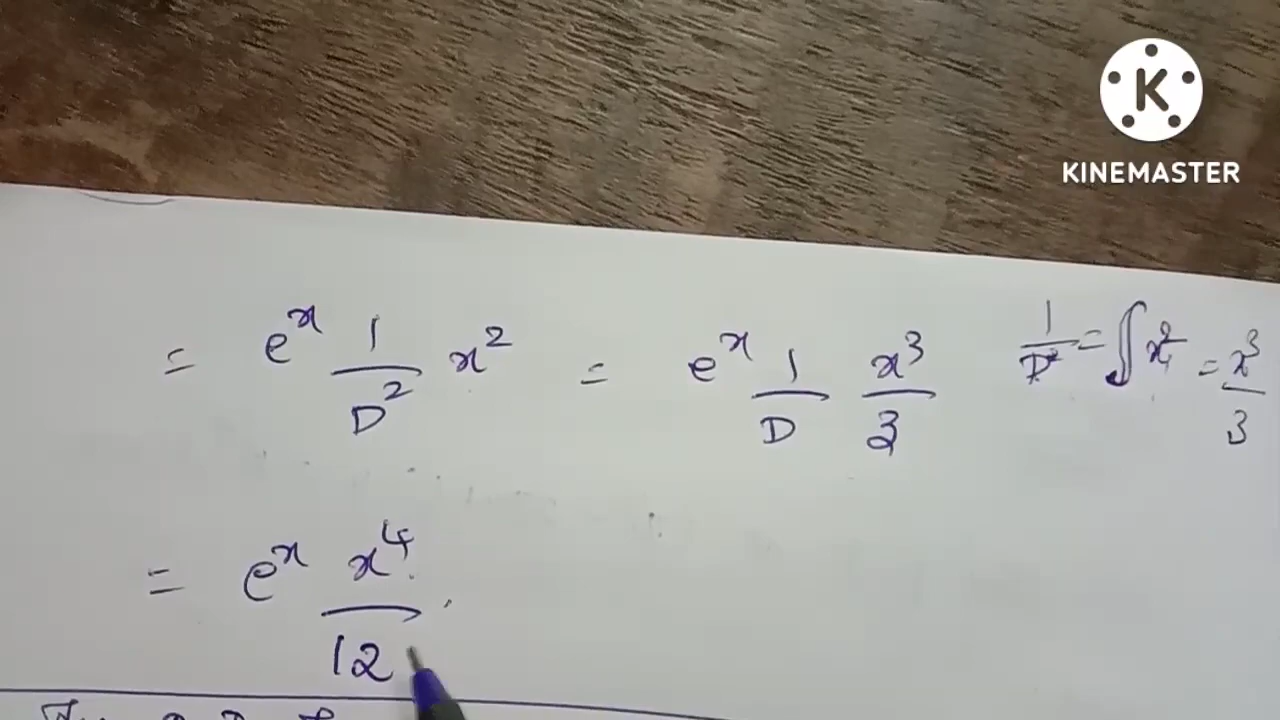 K
KINEMASTER
= e^x 1/D^2 x^2 = e^x 1/D x^3/3 1/D = ∫x^2 = x^3/3
= e^x x^4/12.